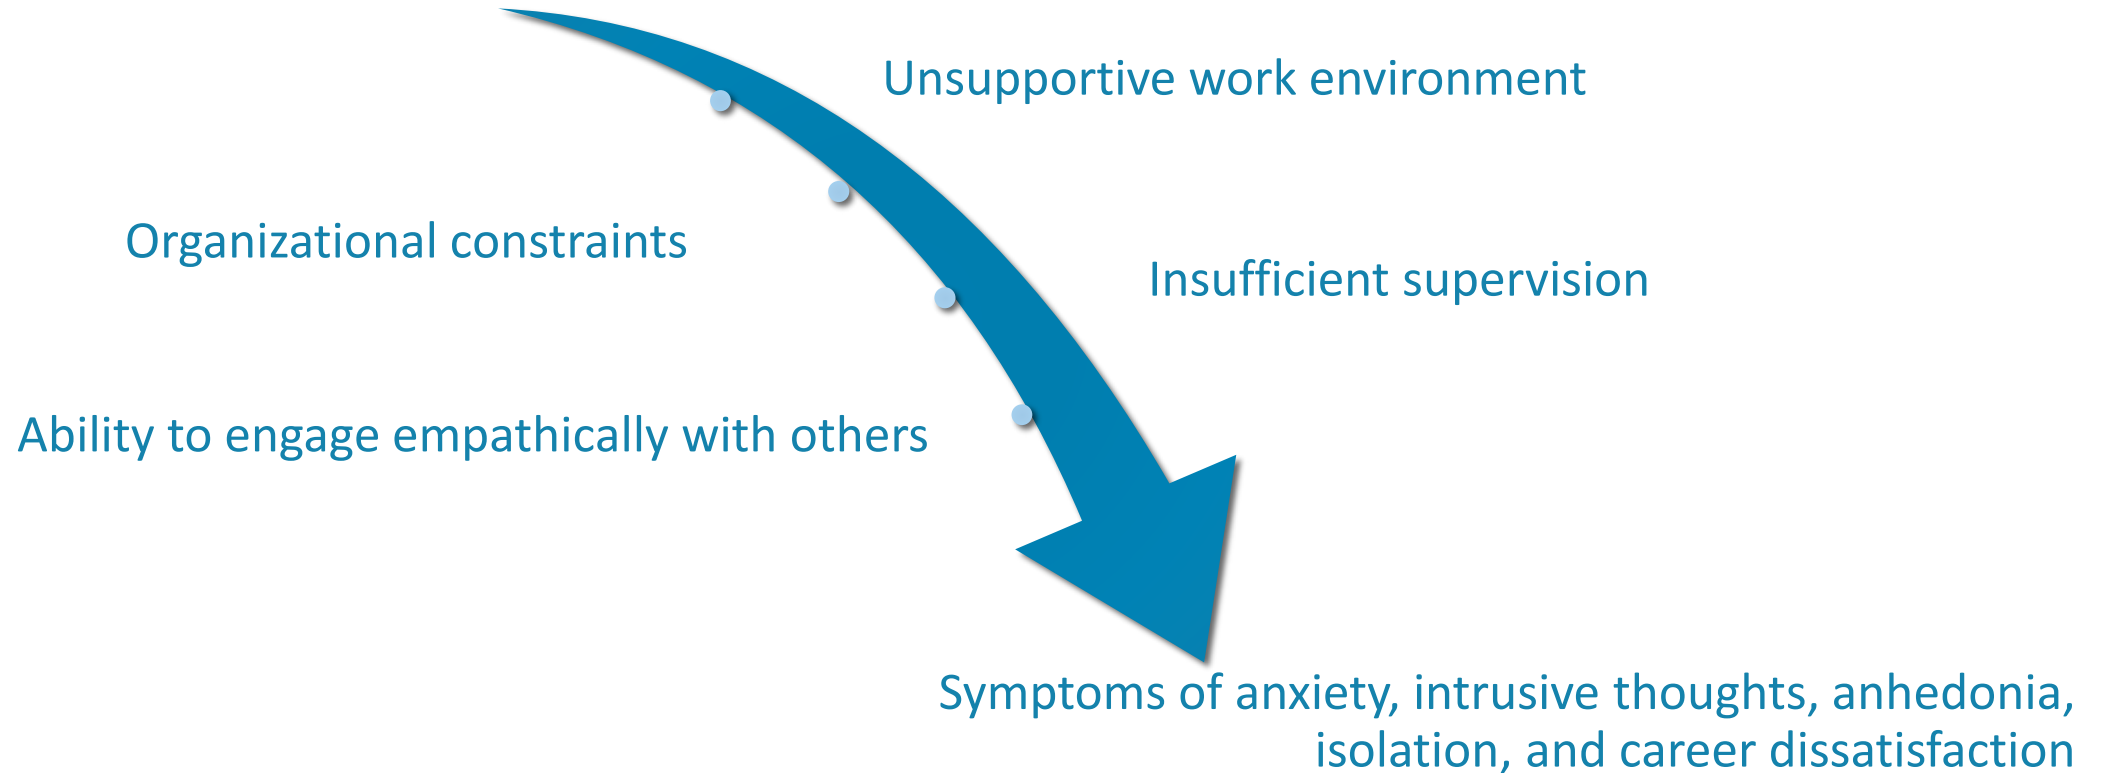 Unsupportive work environment
Organizational constraints
Insufficient supervision
Ability to engage empathically with others
Symptoms of anxiety, intrusive thoughts, anhedonia,
isolation, and career dissatisfaction